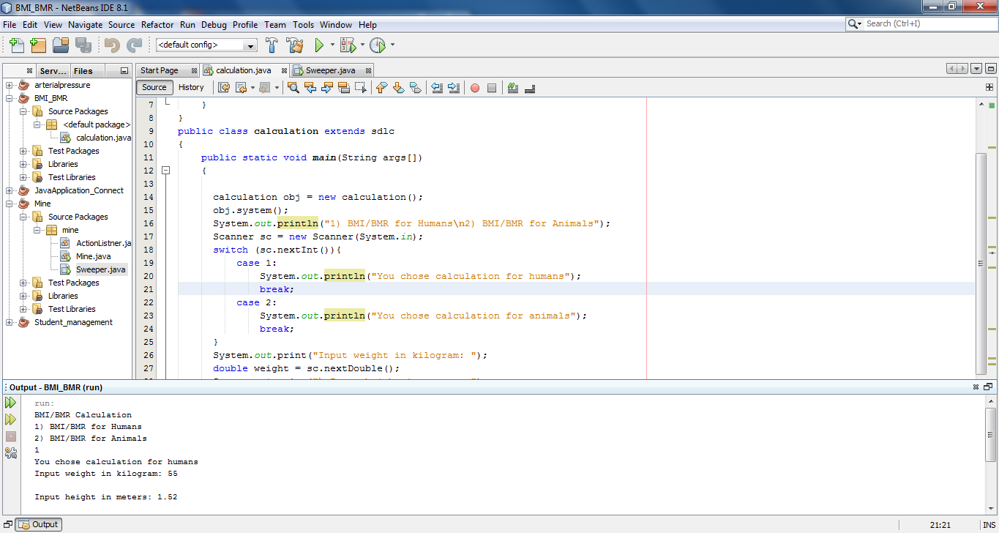 BMI_BMR - NetBeans IDE 8.1
File Edit View Navigate Source Refactor Run Debug Profile Team Tools Window Help
Search (Ctrl+I)
<default config>
Serv... Files
Start Page calculation.java Sweeper.java
Source History
arterialpressure
BMI_BMR
Source Packages
<default package>
calculation.java
Test Packages
Libraries
Test Libraries
JavaApplication_Connect
Mine
Source Packages
mine
ActionListner.ja
Mine.java
Sweeper.java
Test Packages
Libraries
Test Libraries
Student_management
7 }
8 }
9 public class calculation extends sdlc
10 {
11 public static void main(String args[])
12 {
13
14 calculation obj = new calculation();
15 obj.system();
16 System.out.println("1) BMI/BMR for Humans\n2) BMI/BMR for Animals");
17 Scanner sc = new Scanner(System.in);
18 switch (sc.nextInt()){
19 case 1:
20 System.out.println("You chose calculation for humans");
21 break;
22 case 2:
23 System.out.println("You chose calculation for animals");
24 break;
25 }
26 System.out.print("Input weight in kilogram: ");
27 double weight = sc.nextDouble();
Output - BMI_BMR (run)
run:
BMI/BMR Calculation
1) BMI/BMR for Humans
2) BMI/BMR for Animals
1
You chose calculation for humans
Input weight in kilogram: 55
Input height in meters: 1.52
Output
21:21 INS